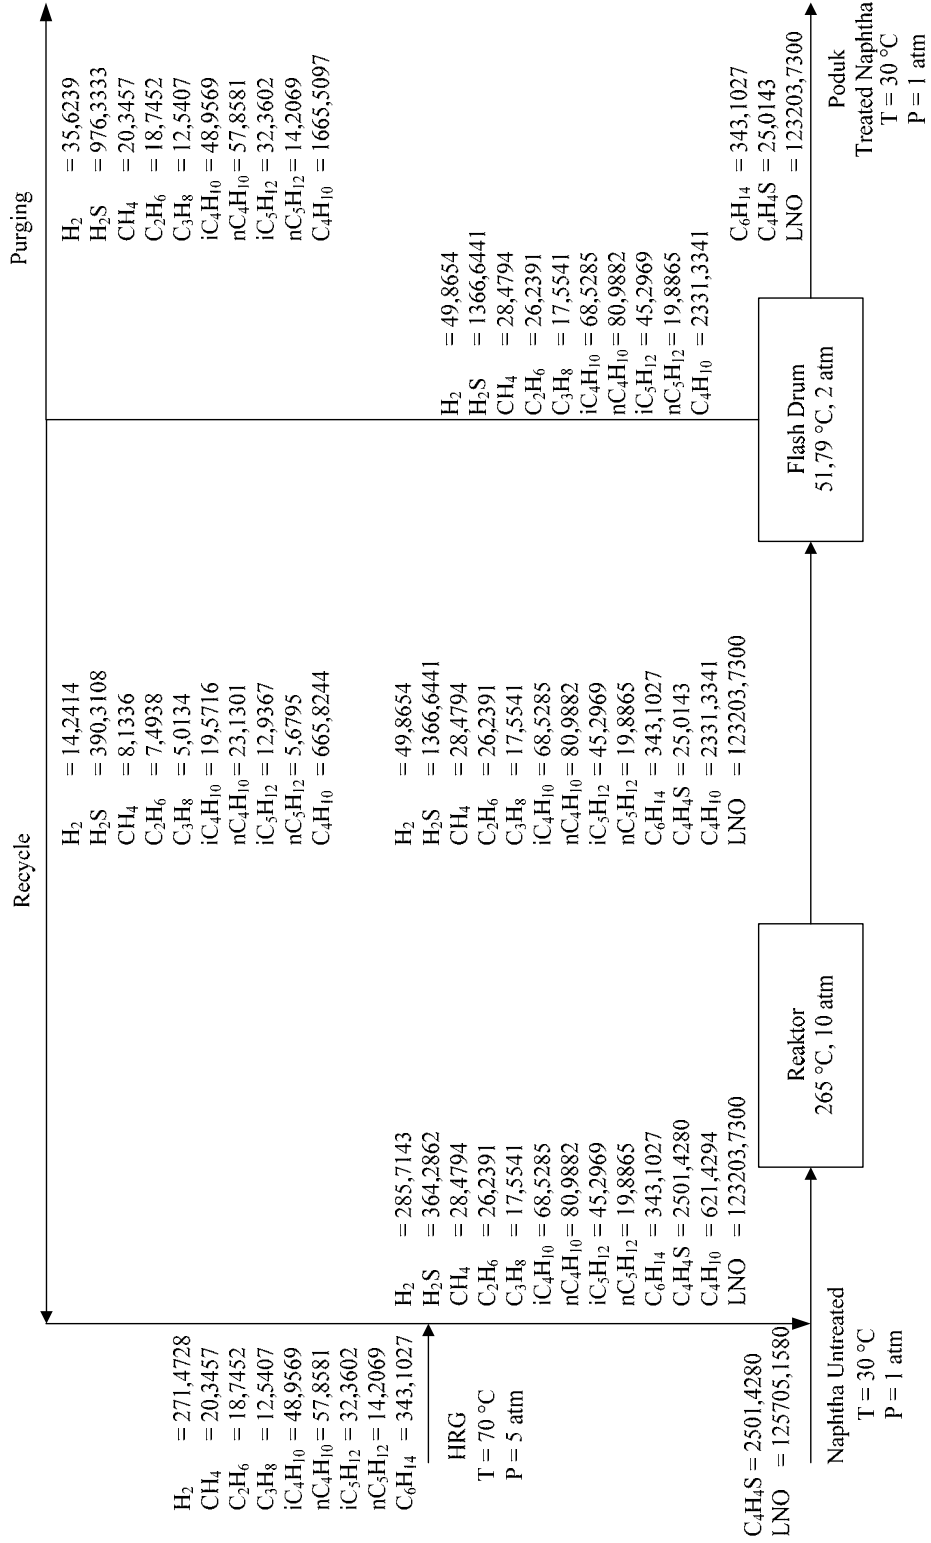 Recycle
Purging
H₂ = 14,2414
H₂S = 390,3108
CH₄ = 8,1336
C₂H₆ = 7,4938
C₃H₈ = 5,0134
iC₄H₁₀ = 19,5716
nC₄H₁₀ = 23,1301
iC₅H₁₂ = 12,9367
nC₅H₁₂ = 5,6795
C₄H₁₀ = 665,8244
H₂ = 35,6239
H₂S = 976,3333
CH₄ = 20,3457
C₂H₆ = 18,7452
C₃H₈ = 12,5407
iC₄H₁₀ = 48,9569
nC₄H₁₀ = 57,8581
iC₅H₁₂ = 32,3602
nC₅H₁₂ = 14,2069
C₄H₁₀ = 1665,5097
H₂ = 271,4728
CH₄ = 20,3457
C₂H₆ = 18,7452
C₃H₈ = 12,5407
iC₄H₁₀ = 48,9569
nC₄H₁₀ = 57,8581
iC₅H₁₂ = 32,3602
nC₅H₁₂ = 14,2069
C₆H₁₄ = 343,1027
HRG
T = 70 °C
P = 5 atm
H₂ = 285,7143
H₂S = 364,2862
CH₄ = 28,4794
C₂H₆ = 26,2391
C₃H₈ = 17,5541
iC₄H₁₀ = 68,5285
nC₄H₁₀ = 80,9882
iC₅H₁₂ = 45,2969
nC₅H₁₂ = 19,8865
C₆H₁₄ = 343,1027
C₄H₄S = 2501,4280
C₄H₁₀ = 621,4294
LNO = 123203,7300
H₂ = 49,8654
H₂S = 1366,6441
CH₄ = 28,4794
C₂H₆ = 26,2391
C₃H₈ = 17,5541
iC₄H₁₀ = 68,5285
nC₄H₁₀ = 80,9882
iC₅H₁₂ = 45,2969
nC₅H₁₂ = 19,8865
C₆H₁₄ = 343,1027
C₄H₄S = 25,0143
C₄H₁₀ = 2331,3341
LNO = 123203,7300
H₂ = 49,8654
H₂S = 1366,6441
CH₄ = 28,4794
C₂H₆ = 26,2391
C₃H₈ = 17,5541
iC₄H₁₀ = 68,5285
nC₄H₁₀ = 80,9882
iC₅H₁₂ = 45,2969
nC₅H₁₂ = 19,8865
C₄H₁₀ = 2331,3341
C₆H₁₄ = 343,1027
C₄H₄S = 25,0143
LNO = 123203,7300
C₄H₄S = 2501,4280
LNO = 125705,1580
Naphtha Untreated
T = 30 °C
P = 1 atm
Reaktor
265 °C, 10 atm
Flash Drum
51,79 °C, 2 atm
Poduk
Treated Naphtha
T = 30 °C
P = 1 atm